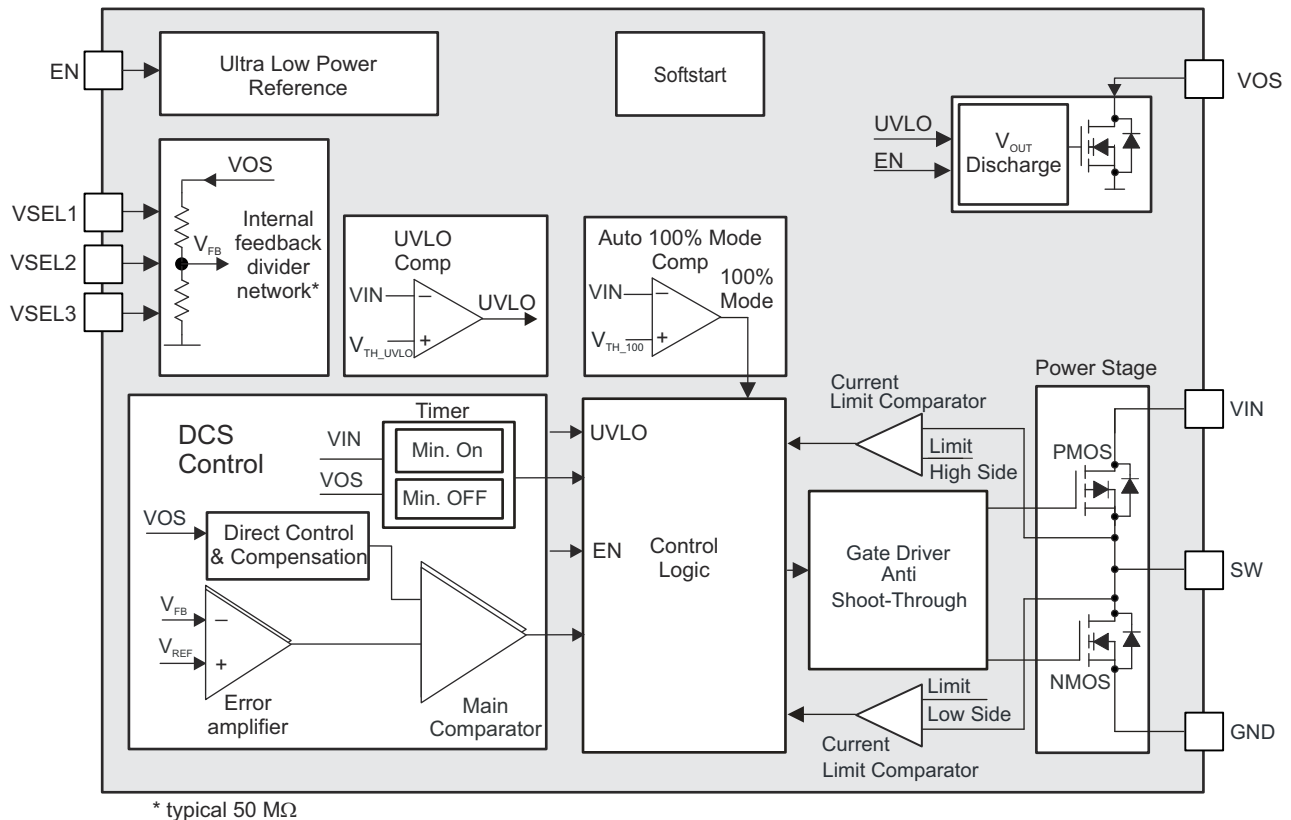 EN
Ultra Low Power
Reference
Softstart
VOS
UVLO
EN
V_OUT
Discharge
VOS
VSEL1
VSEL2
VSEL3
V_FB
Internal
feedback
divider
network*
UVLO
Comp
VIN
−
UVLO
V_TH_UVLO
+
Auto 100% Mode
Comp
100%
Mode
VIN
−
V_TH_100
+
Power Stage
Current
Limit Comparator
VIN
DCS
Control
Timer
VIN
Min. On
VOS
Min. OFF
UVLO
Limit
High Side
PMOS
VOS
Direct Control
& Compensation
EN
Control
Logic
Gate Driver
Anti
Shoot-Through
SW
V_FB
−
V_REF
+
Error
amplifier
Main
Comparator
Limit
Low Side
NMOS
Current
Limit Comparator
GND
* typical 50 MΩ